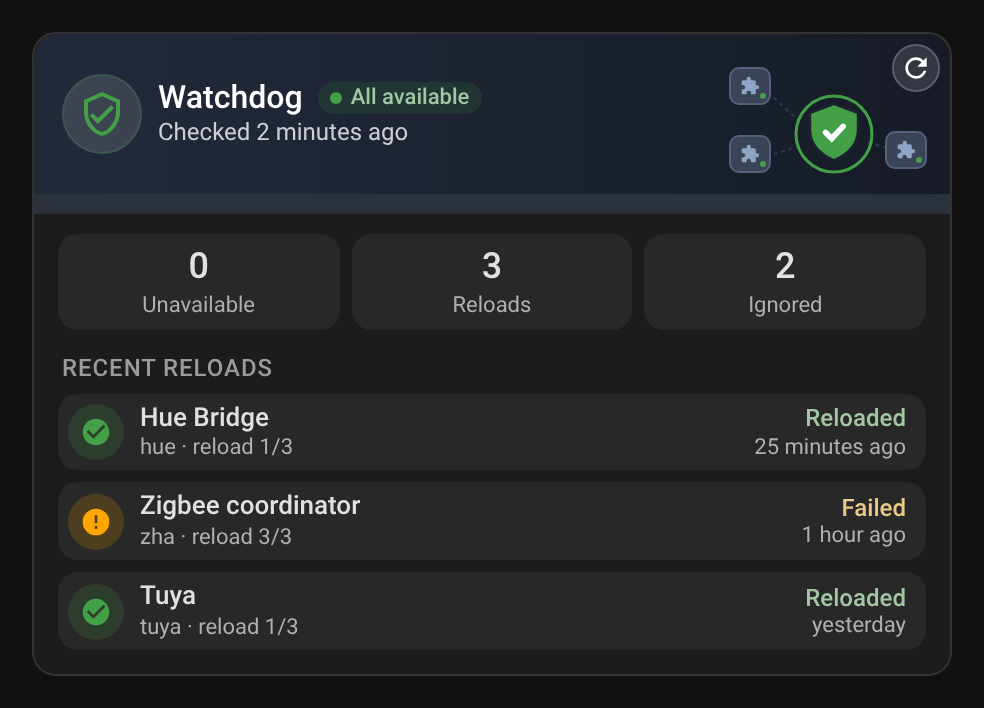 Watchdog
All available
Checked 2 minutes ago
0
Unavailable
3
Reloads
2
Ignored
RECENT RELOADS
Hue Bridge
hue · reload 1/3
Reloaded
25 minutes ago
Zigbee coordinator
zha · reload 3/3
Failed
1 hour ago
Tuya
tuya · reload 1/3
Reloaded
yesterday